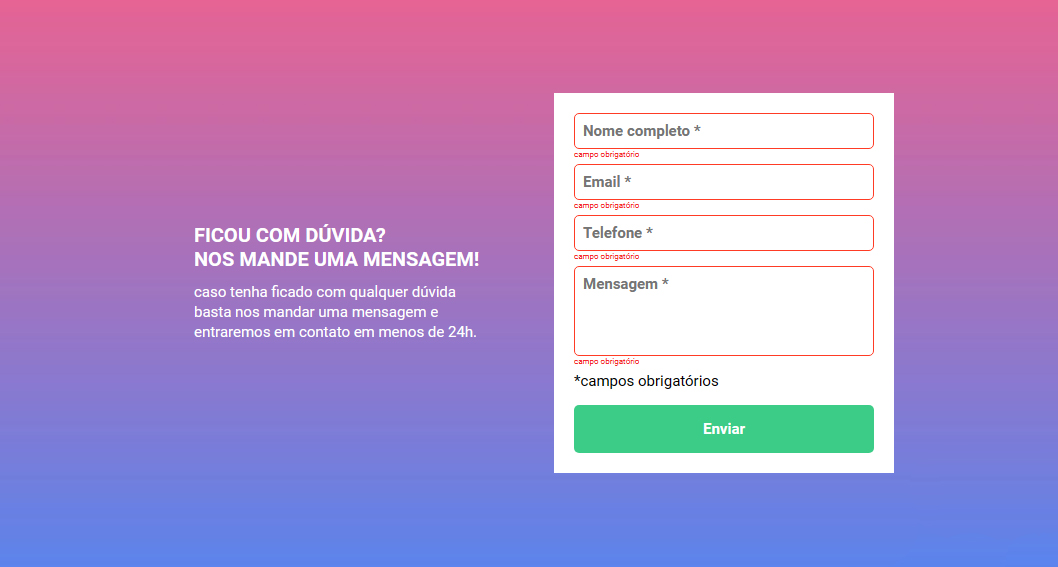 FICOU COM DÚVIDA?
NOS MANDE UMA MENSAGEM!
caso tenha ficado com qualquer dúvida
basta nos mandar uma mensagem e
entraremos em contato em menos de 24h.
Nome completo *
campo obrigatório
Email *
campo obrigatório
Telefone *
campo obrigatório
Mensagem *
campo obrigatório
*campos obrigatórios
Enviar